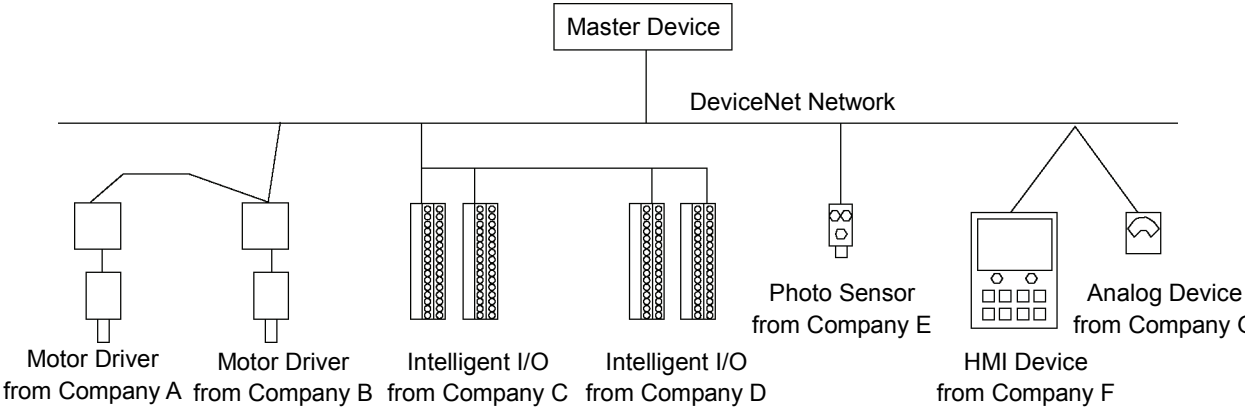 Master Device
DeviceNet Network
Photo Sensor
from Company E
Analog Device
from Company
Motor Driver
from Company A
Motor Driver
from Company B
Intelligent I/O
from Company C
Intelligent I/O
from Company D
HMI Device
from Company F